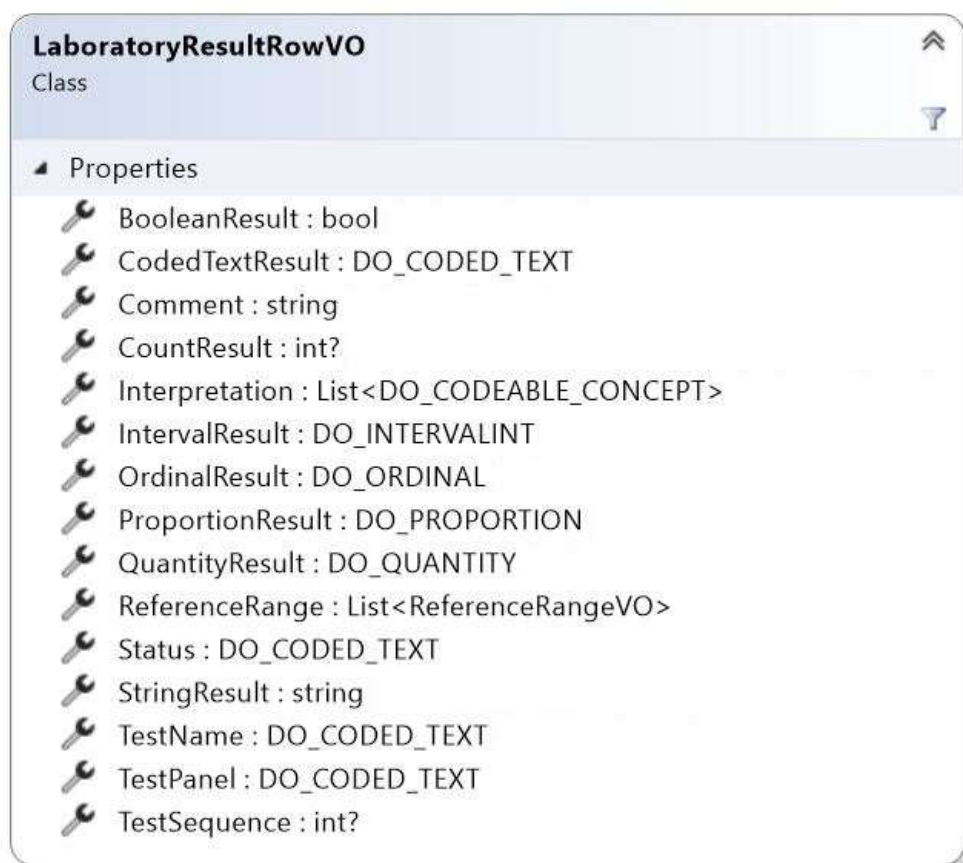 LaboratoryResultRowVO
Class
Properties
BooleanResult : bool
CodedTextResult : DO_CODED_TEXT
Comment : string
CountResult : int?
Interpretation : List<DO_CODEABLE_CONCEPT>
IntervalResult : DO_INTERVALINT
OrdinalResult : DO_ORDINAL
ProportionResult : DO_PROPORTION
QuantityResult : DO_QUANTITY
ReferenceRange : List<ReferenceRangeVO>
Status : DO_CODED_TEXT
StringResult : string
TestName : DO_CODED_TEXT
TestPanel : DO_CODED_TEXT
TestSequence : int?